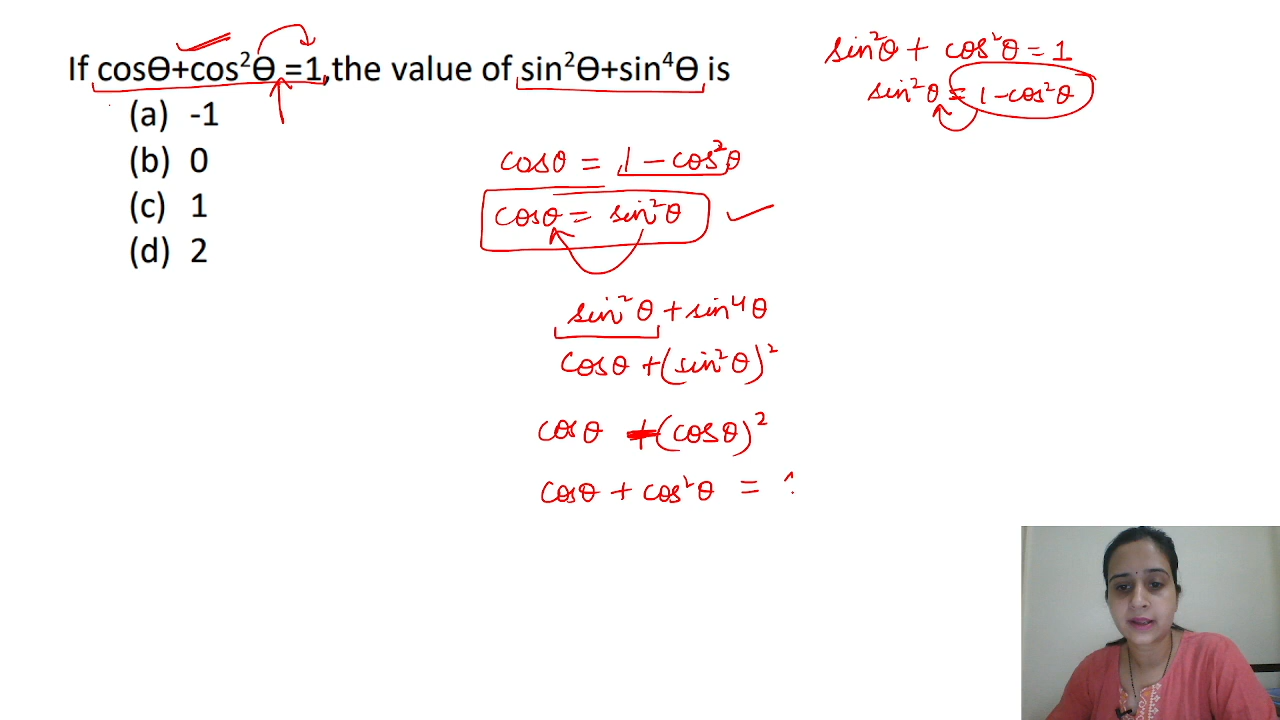 If cosθ+cos²θ =1,the value of sin²θ+sin⁴θ is
(a) -1
(b) 0
(c) 1
(d) 2
sin²θ + cos²θ = 1
sin²θ = 1-cos²θ
cosθ = 1 - cos²θ
cosθ = sin²θ
sin²θ + sin⁴θ
cosθ + (sin²θ)²
cosθ + (cosθ)²
cosθ + cos²θ =